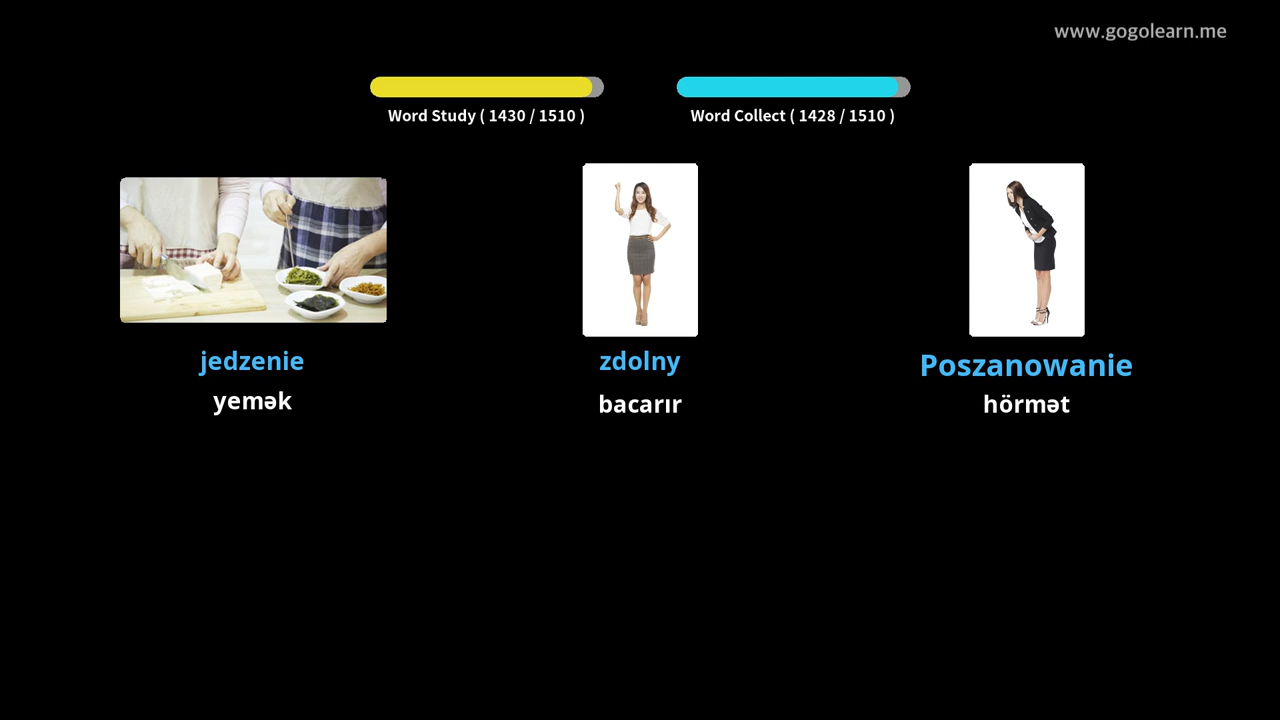 www.gogolearn.me
Word Study ( 1430 / 1510 )
Word Collect ( 1428 / 1510 )
jedzenie
yemək
zdolny
bacarır
Poszanowanie
hörmət